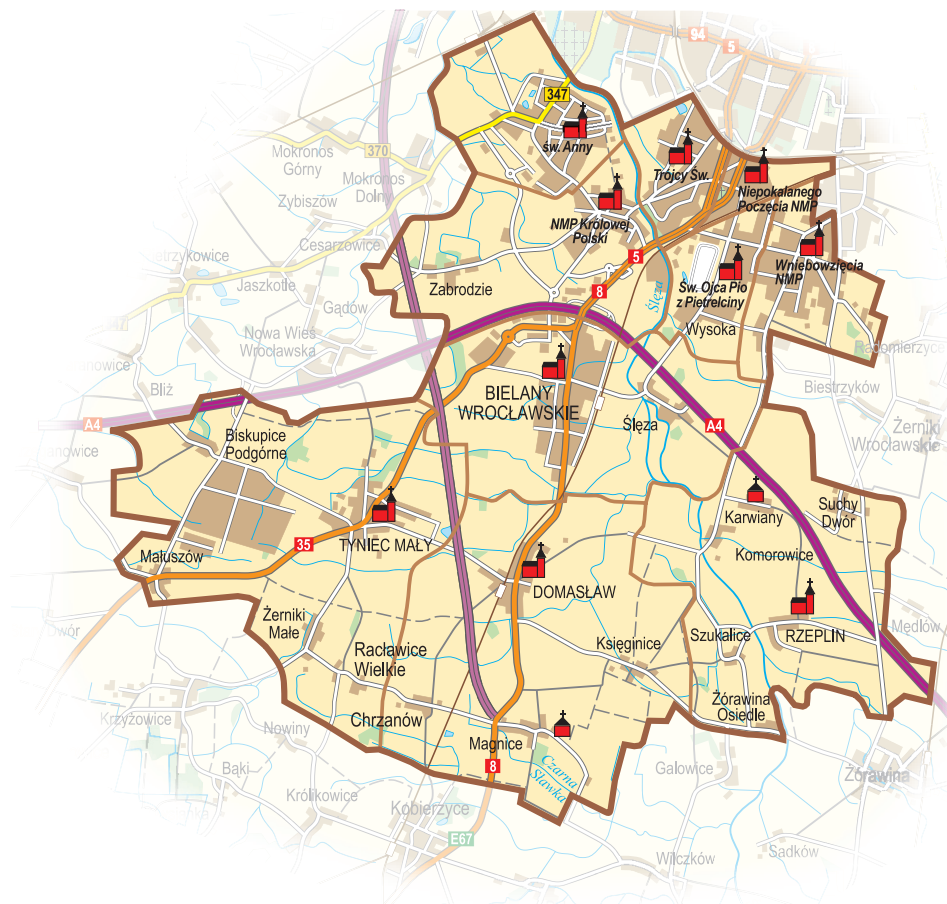 94
5
347
św. Anny
370
Mokronos
Górny
Mokronos
Dolny
Trójcy Św.
Niepokalanego
Poczęcia NMP
Zybiszów
NMP Królowej
Polski
Cesarzowice
5
Wniebowzięcia
NMP
Jaszkotle
Zabrodzie
8
Św. Ojca Pio
z Pietrelciny
Ślęza
Gądów
Nowa Wieś
Wrocławska
Wysoka
Radomierzyce
Bliż
BIELANY
WROCŁAWSKIE
Biestrzyków
A4
Ślęza
A4
Żerniki
Wrocławskie
Biskupice
Podgórne
Karwiany
Suchy
Dwór
35
TYNIEC MAŁY
Małuszów
Komorowice
DOMASŁAW
Żerniki
Małe
Księginice
Szukalice
RZEPLIN
Mędłów
Racławice
Wielkie
Żórawina
Osiedle
Krzyżowice
Chrzanów
Nowiny
Magnice
8
Czarna
Sławka
Bąki
Galowice
Żórawina
Królikowice
Kobierzyce
E67
Wilczków
Sadków